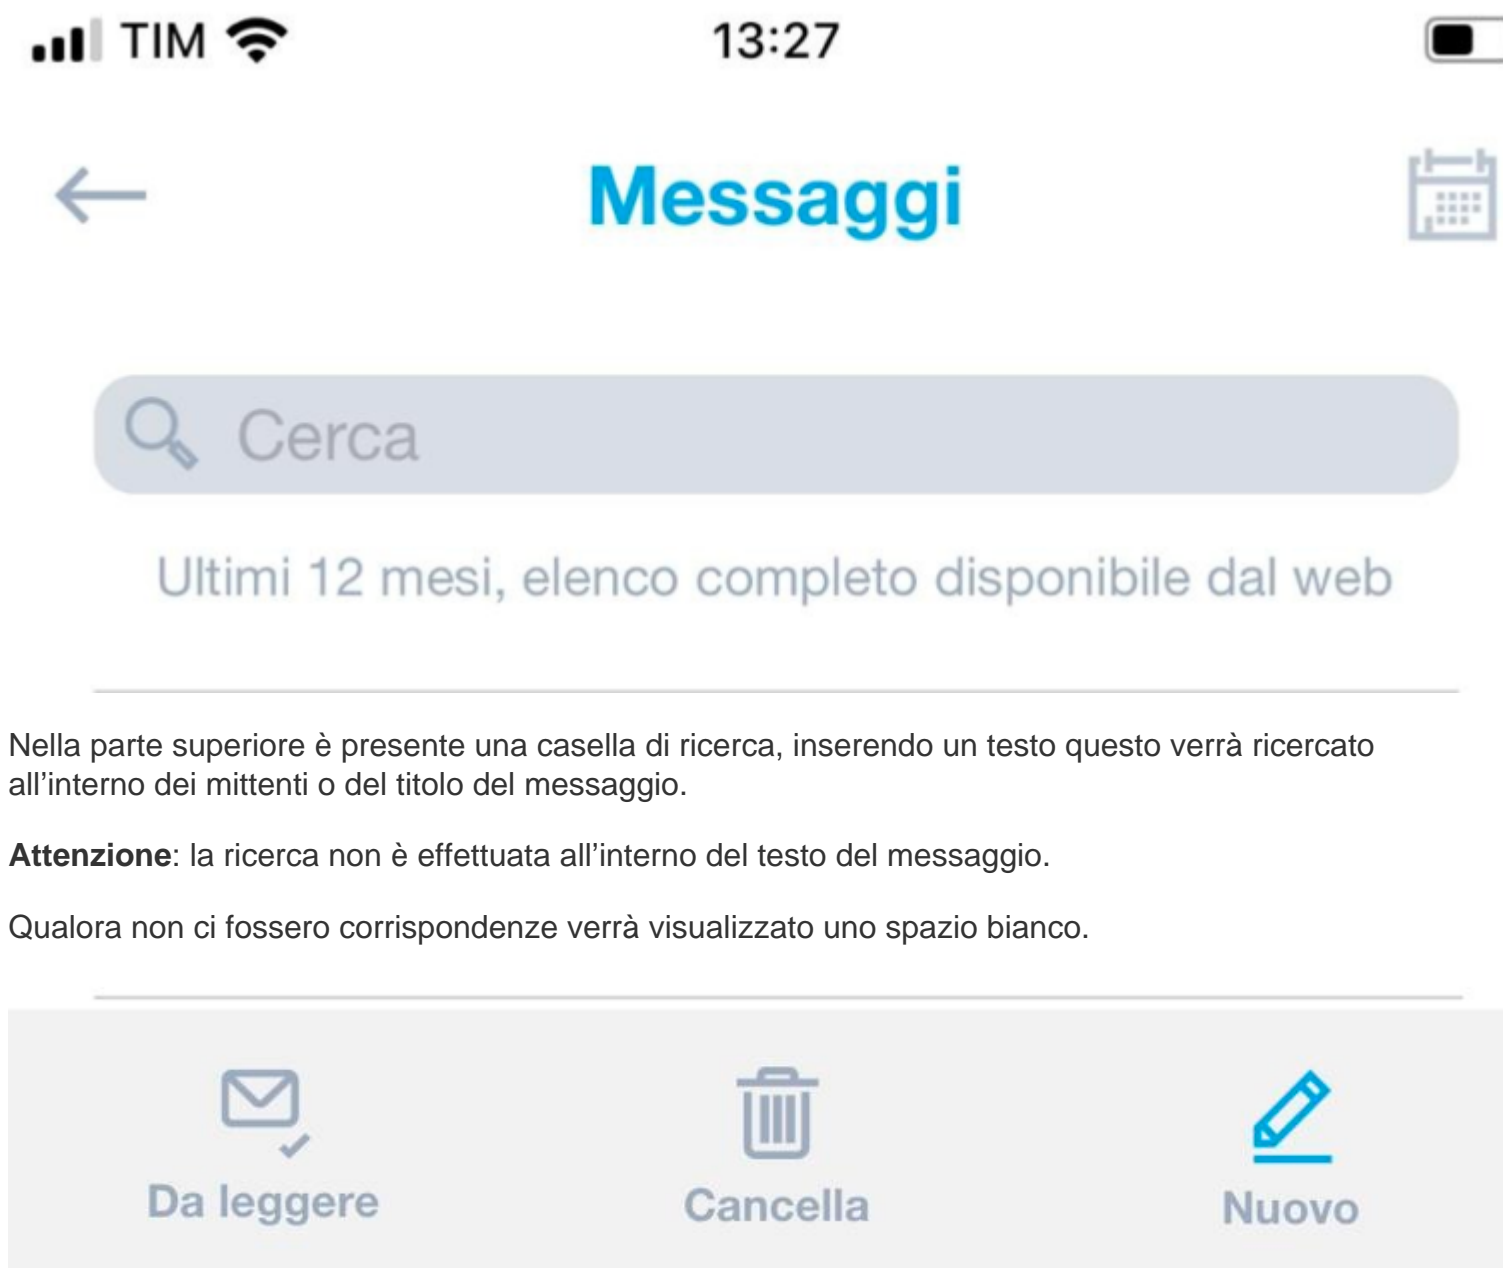 TIM 13:27
Messaggi
Cerca
Ultimi 12 mesi, elenco completo disponibile dal web
Nella parte superiore è presente una casella di ricerca, inserendo un testo questo verrà ricercato
all’interno dei mittenti o del titolo del messaggio.
Attenzione: la ricerca non è effettuata all’interno del testo del messaggio.
Qualora non ci fossero corrispondenze verrà visualizzato uno spazio bianco.
Da leggere Cancella Nuovo